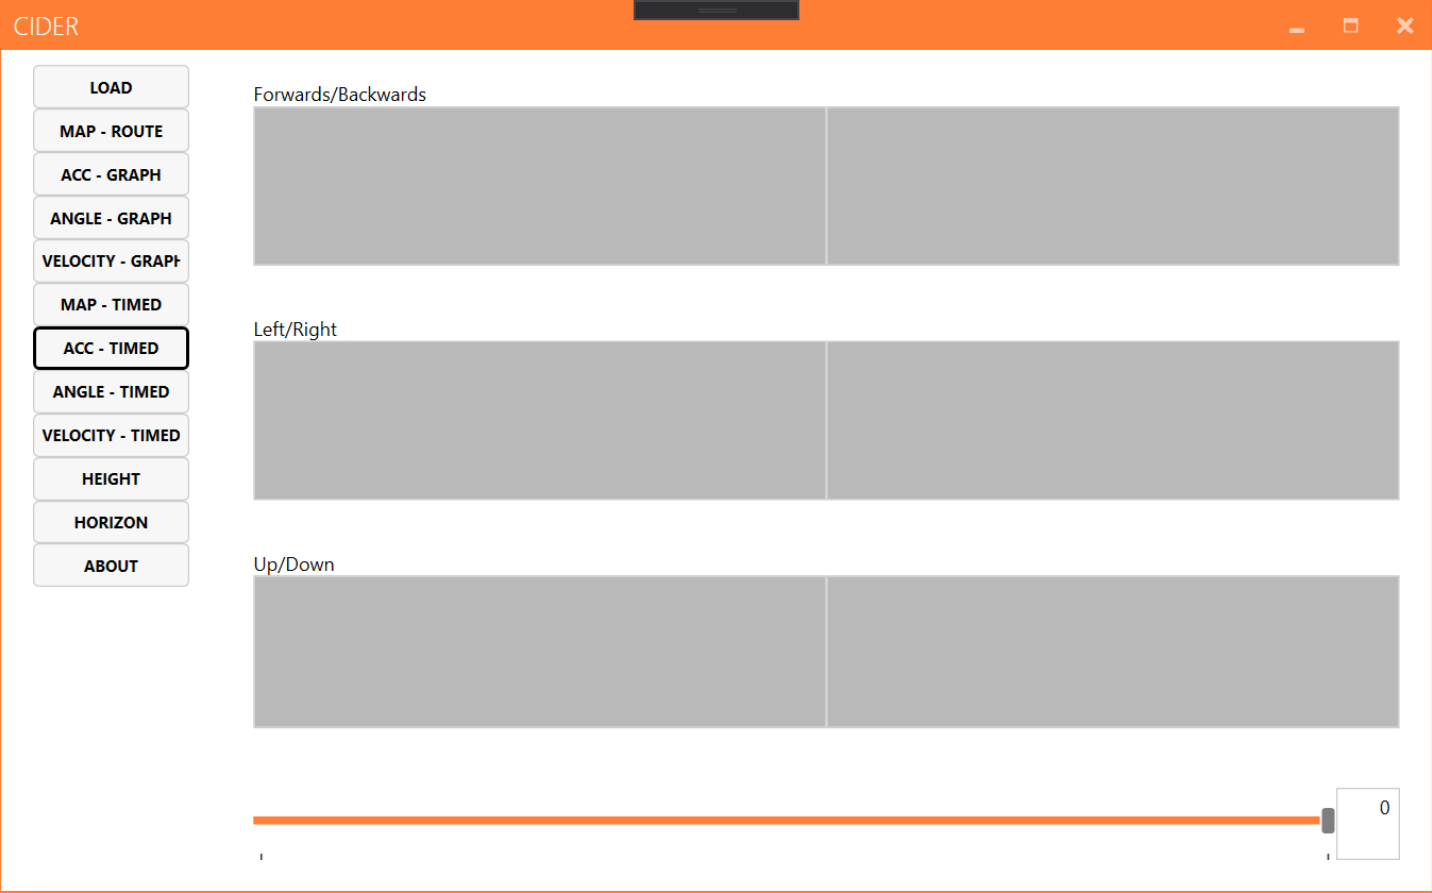 CIDER
LOAD
MAP - ROUTE
ACC - GRAPH
ANGLE - GRAPH
VELOCITY - GRAPH
MAP - TIMED
ACC - TIMED
ANGLE - TIMED
VELOCITY - TIMED
HEIGHT
HORIZON
ABOUT
Forwards/Backwards
Left/Right
Up/Down
0